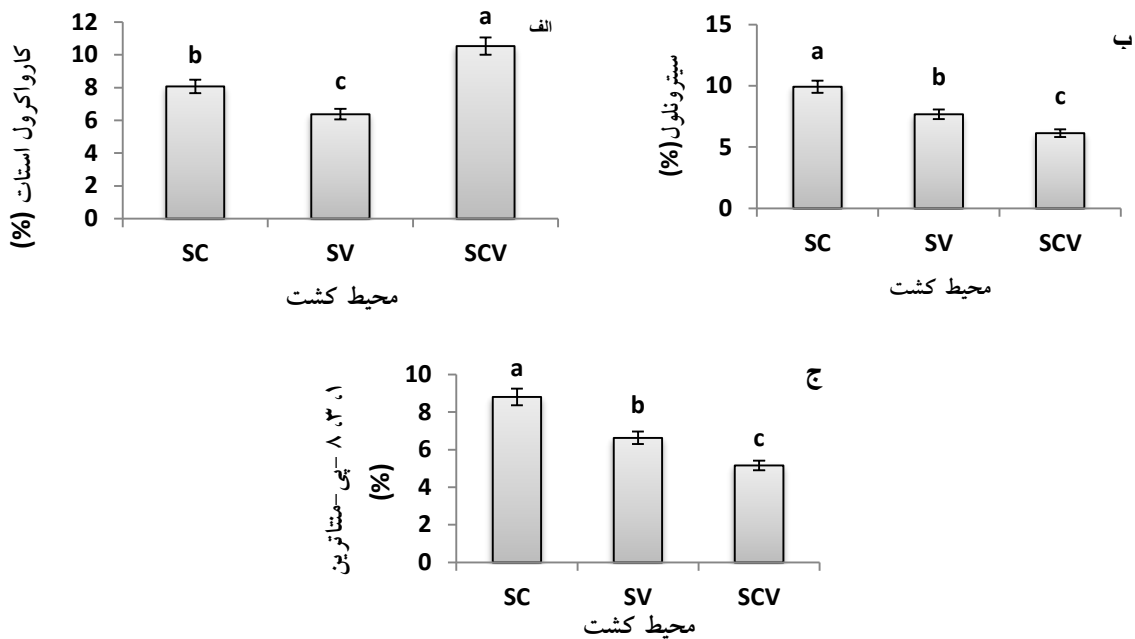 الف
کارواکرول استات (%)
12
10
8
6
4
2
0
b
c
a
SC SV SCV
محیط کشت
ب
سیترونلول(%)
15
10
5
0
a
b
c
SC SV SCV
محیط کشت
ج
۱، ۳، ۸ -پی-منتاترین
(%)
10
8
6
4
2
0
a
b
c
SC SV SCV
محیط کشت